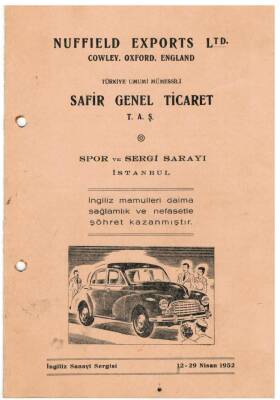 NUFFIELD EXPORTS LTD.
COWLEY, OXFORD, ENGLAND
TÜRKİYE UMUMİ MÜMESSİLİ
SAFİR GENEL TİCARET
T. A. Ş.
SPOR ve SERGİ SARAYI
İSTANBUL
İngiliz mamulleri daima
sağlamlık ve nefasetle
şöhret kazanmıştır.
İngiliz Sanayi Sergisi
12-29 Nisan 1952